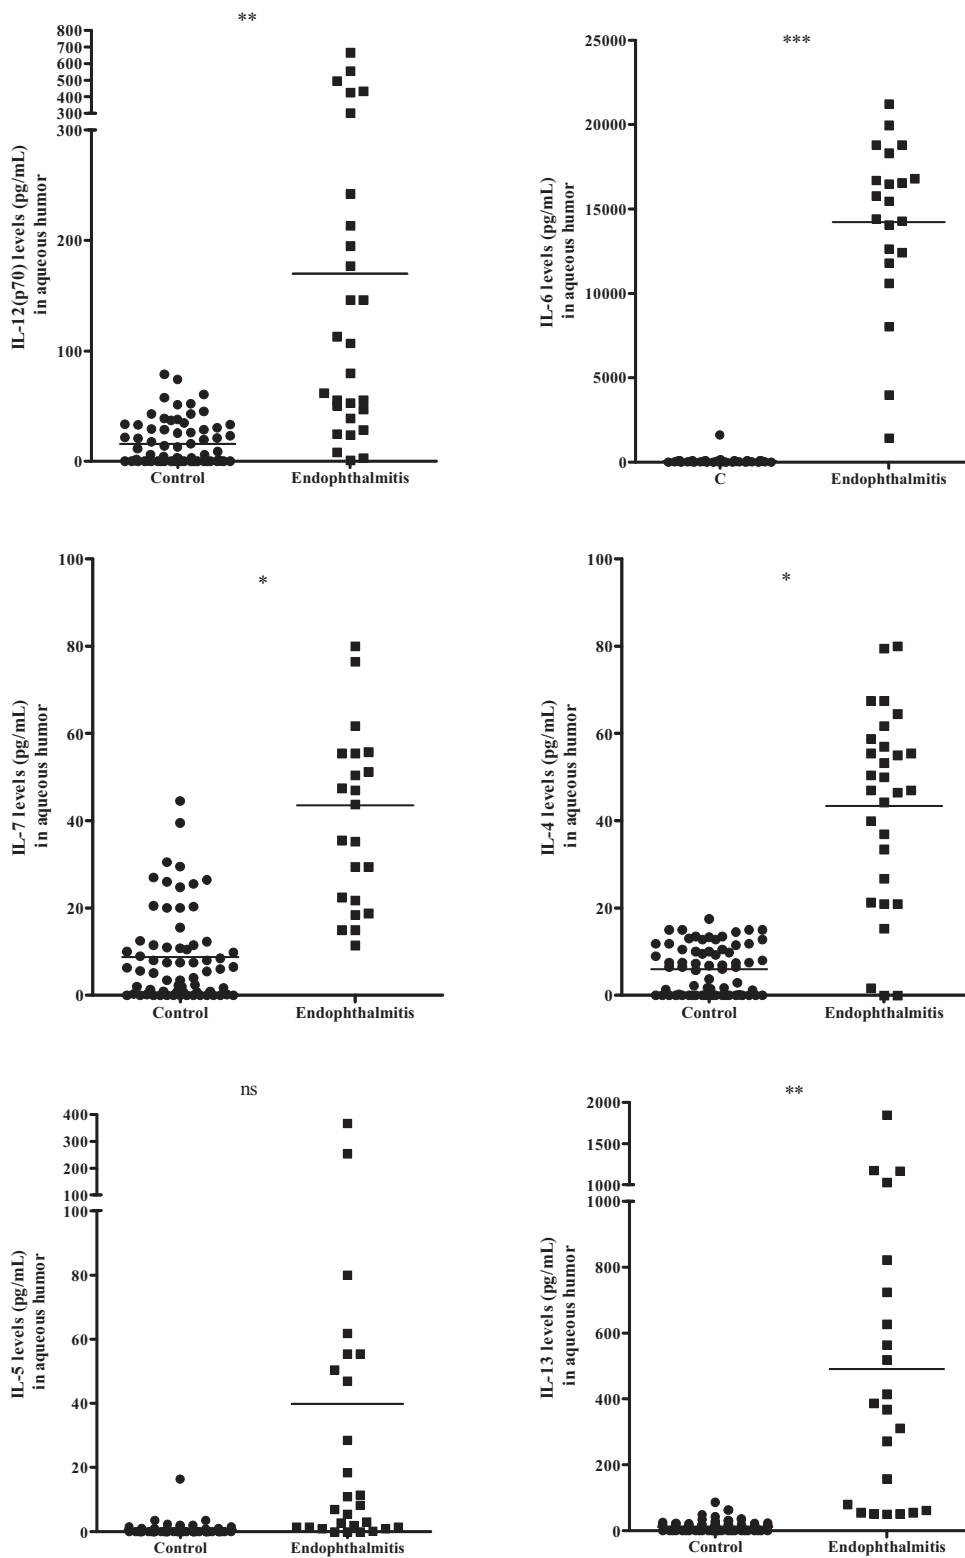 **
800
700
600
500
400
300
300
200
100
0
IL-12(p70) levels (pg/mL)
in aqueous humor
Control
Endophthalmitis
***
25000
20000
15000
10000
5000
0
IL-6 levels (pg/mL)
in aqueous humor
C
Endophthalmitis
*
100
80
60
40
20
0
IL-7 levels (pg/mL)
in aqueous humor
Control
Endophthalmitis
*
100
80
60
40
20
0
IL-4 levels (pg/mL)
in aqueous humor
Control
Endophthalmitis
ns
400
300
200
100
100
80
60
40
20
0
IL-5 levels (pg/mL)
in aqueous humor
Control
Endophthalmitis
**
2000
1500
1000
1000
800
600
400
200
0
IL-13 levels (pg/mL)
in aqueous humor
Control
Endophthalmitis